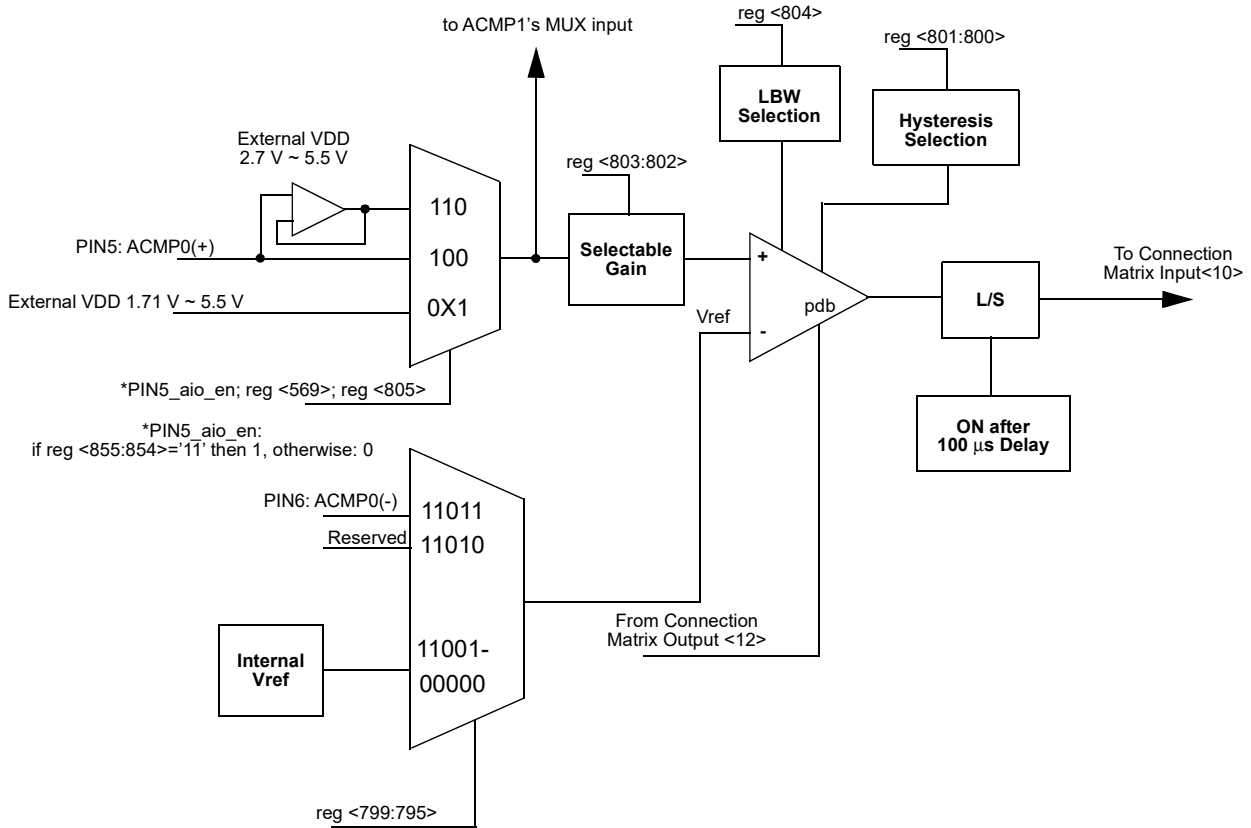 reg <804>
to ACMP1's MUX input
reg <801:800>
LBW
Selection
Hysteresis
Selection
External VDD
2.7 V ~ 5.5 V
reg <803:802>
110
PIN5: ACMP0(+)
100
Selectable
Gain
+
To Connection
Matrix Input<10>
External VDD 1.71 V ~ 5.5 V
0X1
L/S
pdb
Vref
-
*PIN5_aio_en; reg <569>; reg <805>
*PIN5_aio_en:
if reg <855:854>='11' then 1, otherwise: 0
ON after
100 μs Delay
PIN6: ACMP0(-)
11011
Reserved
11010
From Connection
Matrix Output <12>
Internal
Vref
11001-
00000
reg <799:795>